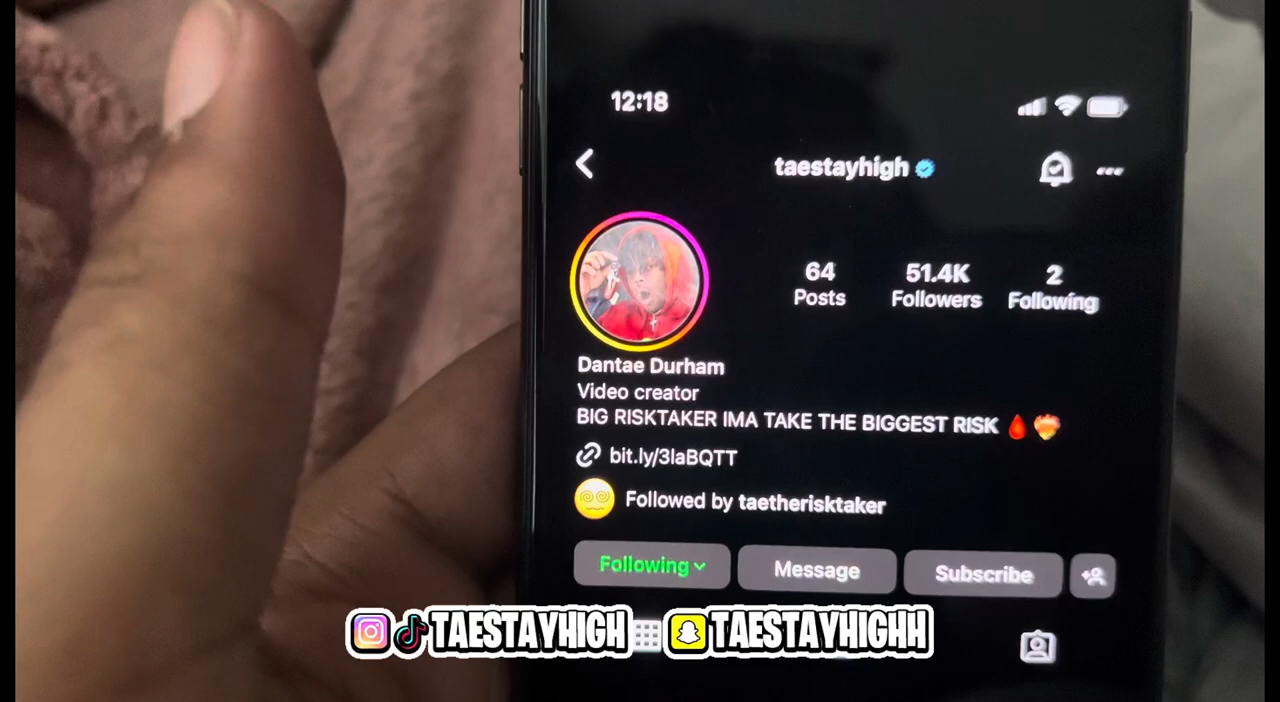 12:18
taestayhigh
64
Posts
51.4K
Followers
2
Following
Dantae Durham
Video creator
BIG RISKTAKER IMA TAKE THE BIGGEST RISK 🩸❤️‍🔥
bit.ly/3laBQTT
Followed by taetherisktaker
Following
Message
Subscribe
TAESTAYHIGH TAESTAYHIGHH